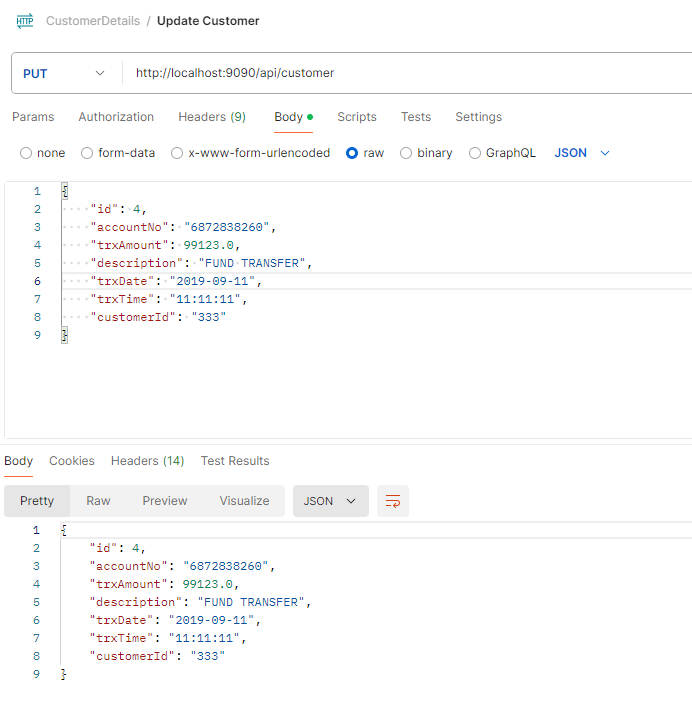 HTTP CustomerDetails / Update Customer
PUT http://localhost:9090/api/customer
Params Authorization Headers (9) Body Scripts Tests Settings
none form-data x-www-form-urlencoded raw binary GraphQL JSON
1 {
2 "id": 4,
3 "accountNo": "6872838260",
4 "trxAmount": 99123.0,
5 "description": "FUND TRANSFER",
6 "trxDate": "2019-09-11",
7 "trxTime": "11:11:11",
8 "customerId": "333"
9 }
Body Cookies Headers (14) Test Results
Pretty Raw Preview Visualize JSON
1 {
2 "id": 4,
3 "accountNo": "6872838260",
4 "trxAmount": 99123.0,
5 "description": "FUND TRANSFER",
6 "trxDate": "2019-09-11",
7 "trxTime": "11:11:11",
8 "customerId": "333"
9 }